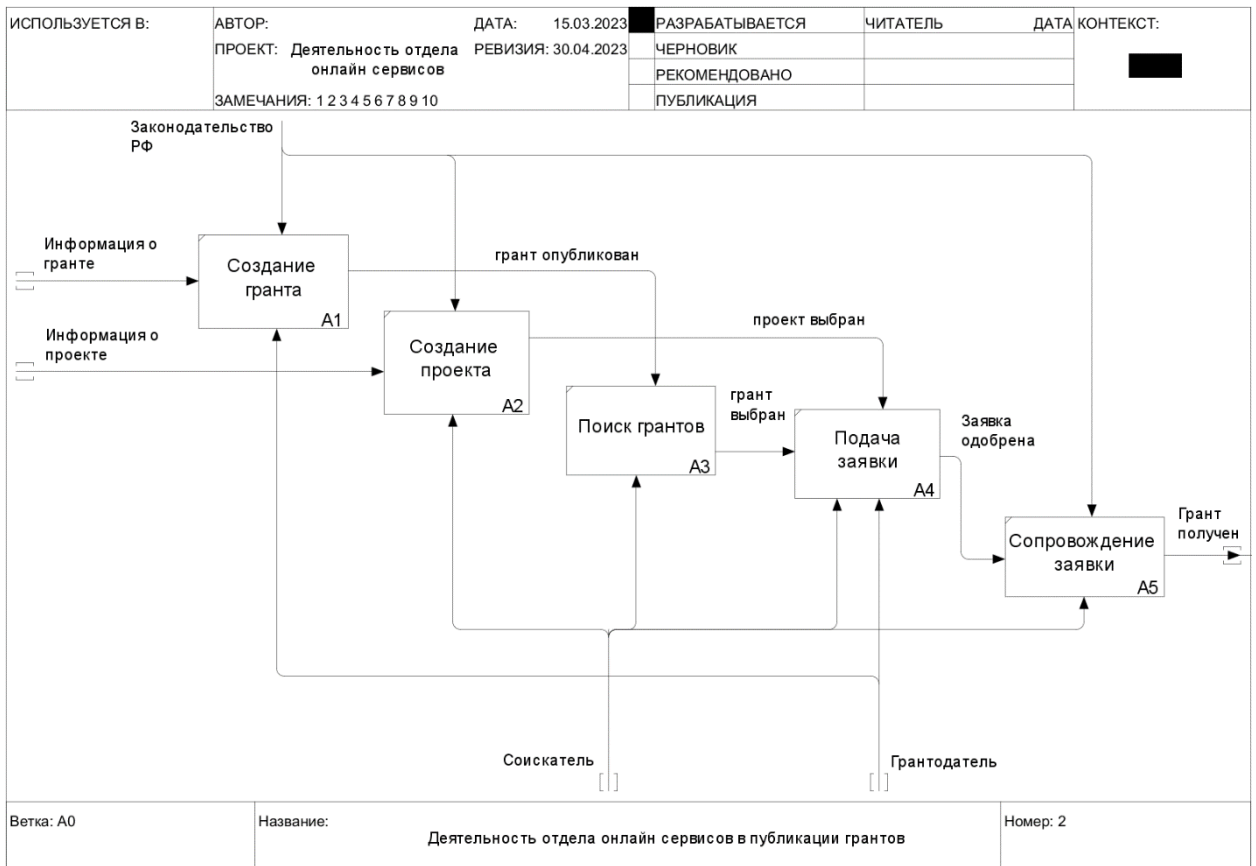 ИСПОЛЬЗУЕТСЯ В:
АВТОР:
ДАТА: 15.03.2023
РАЗРАБАТЫВАЕТСЯ
ЧИТАТЕЛЬ
ДАТА
КОНТЕКСТ:
ПРОЕКТ: Деятельность отдела
онлайн сервисов
РЕВИЗИЯ: 30.04.2023
ЧЕРНОВИК
РЕКОМЕНДОВАНО
ЗАМЕЧАНИЯ: 1 2 3 4 5 6 7 8 9 10
ПУБЛИКАЦИЯ
Законодательство
РФ
Информация о
гранте
Создание
гранта
A1
грант опубликован
Информация о
проекте
Создание
проекта
A2
проект выбран
Поиск грантов
A3
грант
выбран
Подача
заявки
A4
Заявка
одобрена
Сопровождение
заявки
A5
Грант
получен
Соискатель
Грантодатель
Ветка: A0
Название:
Деятельность отдела онлайн сервисов в публикации грантов
Номер: 2